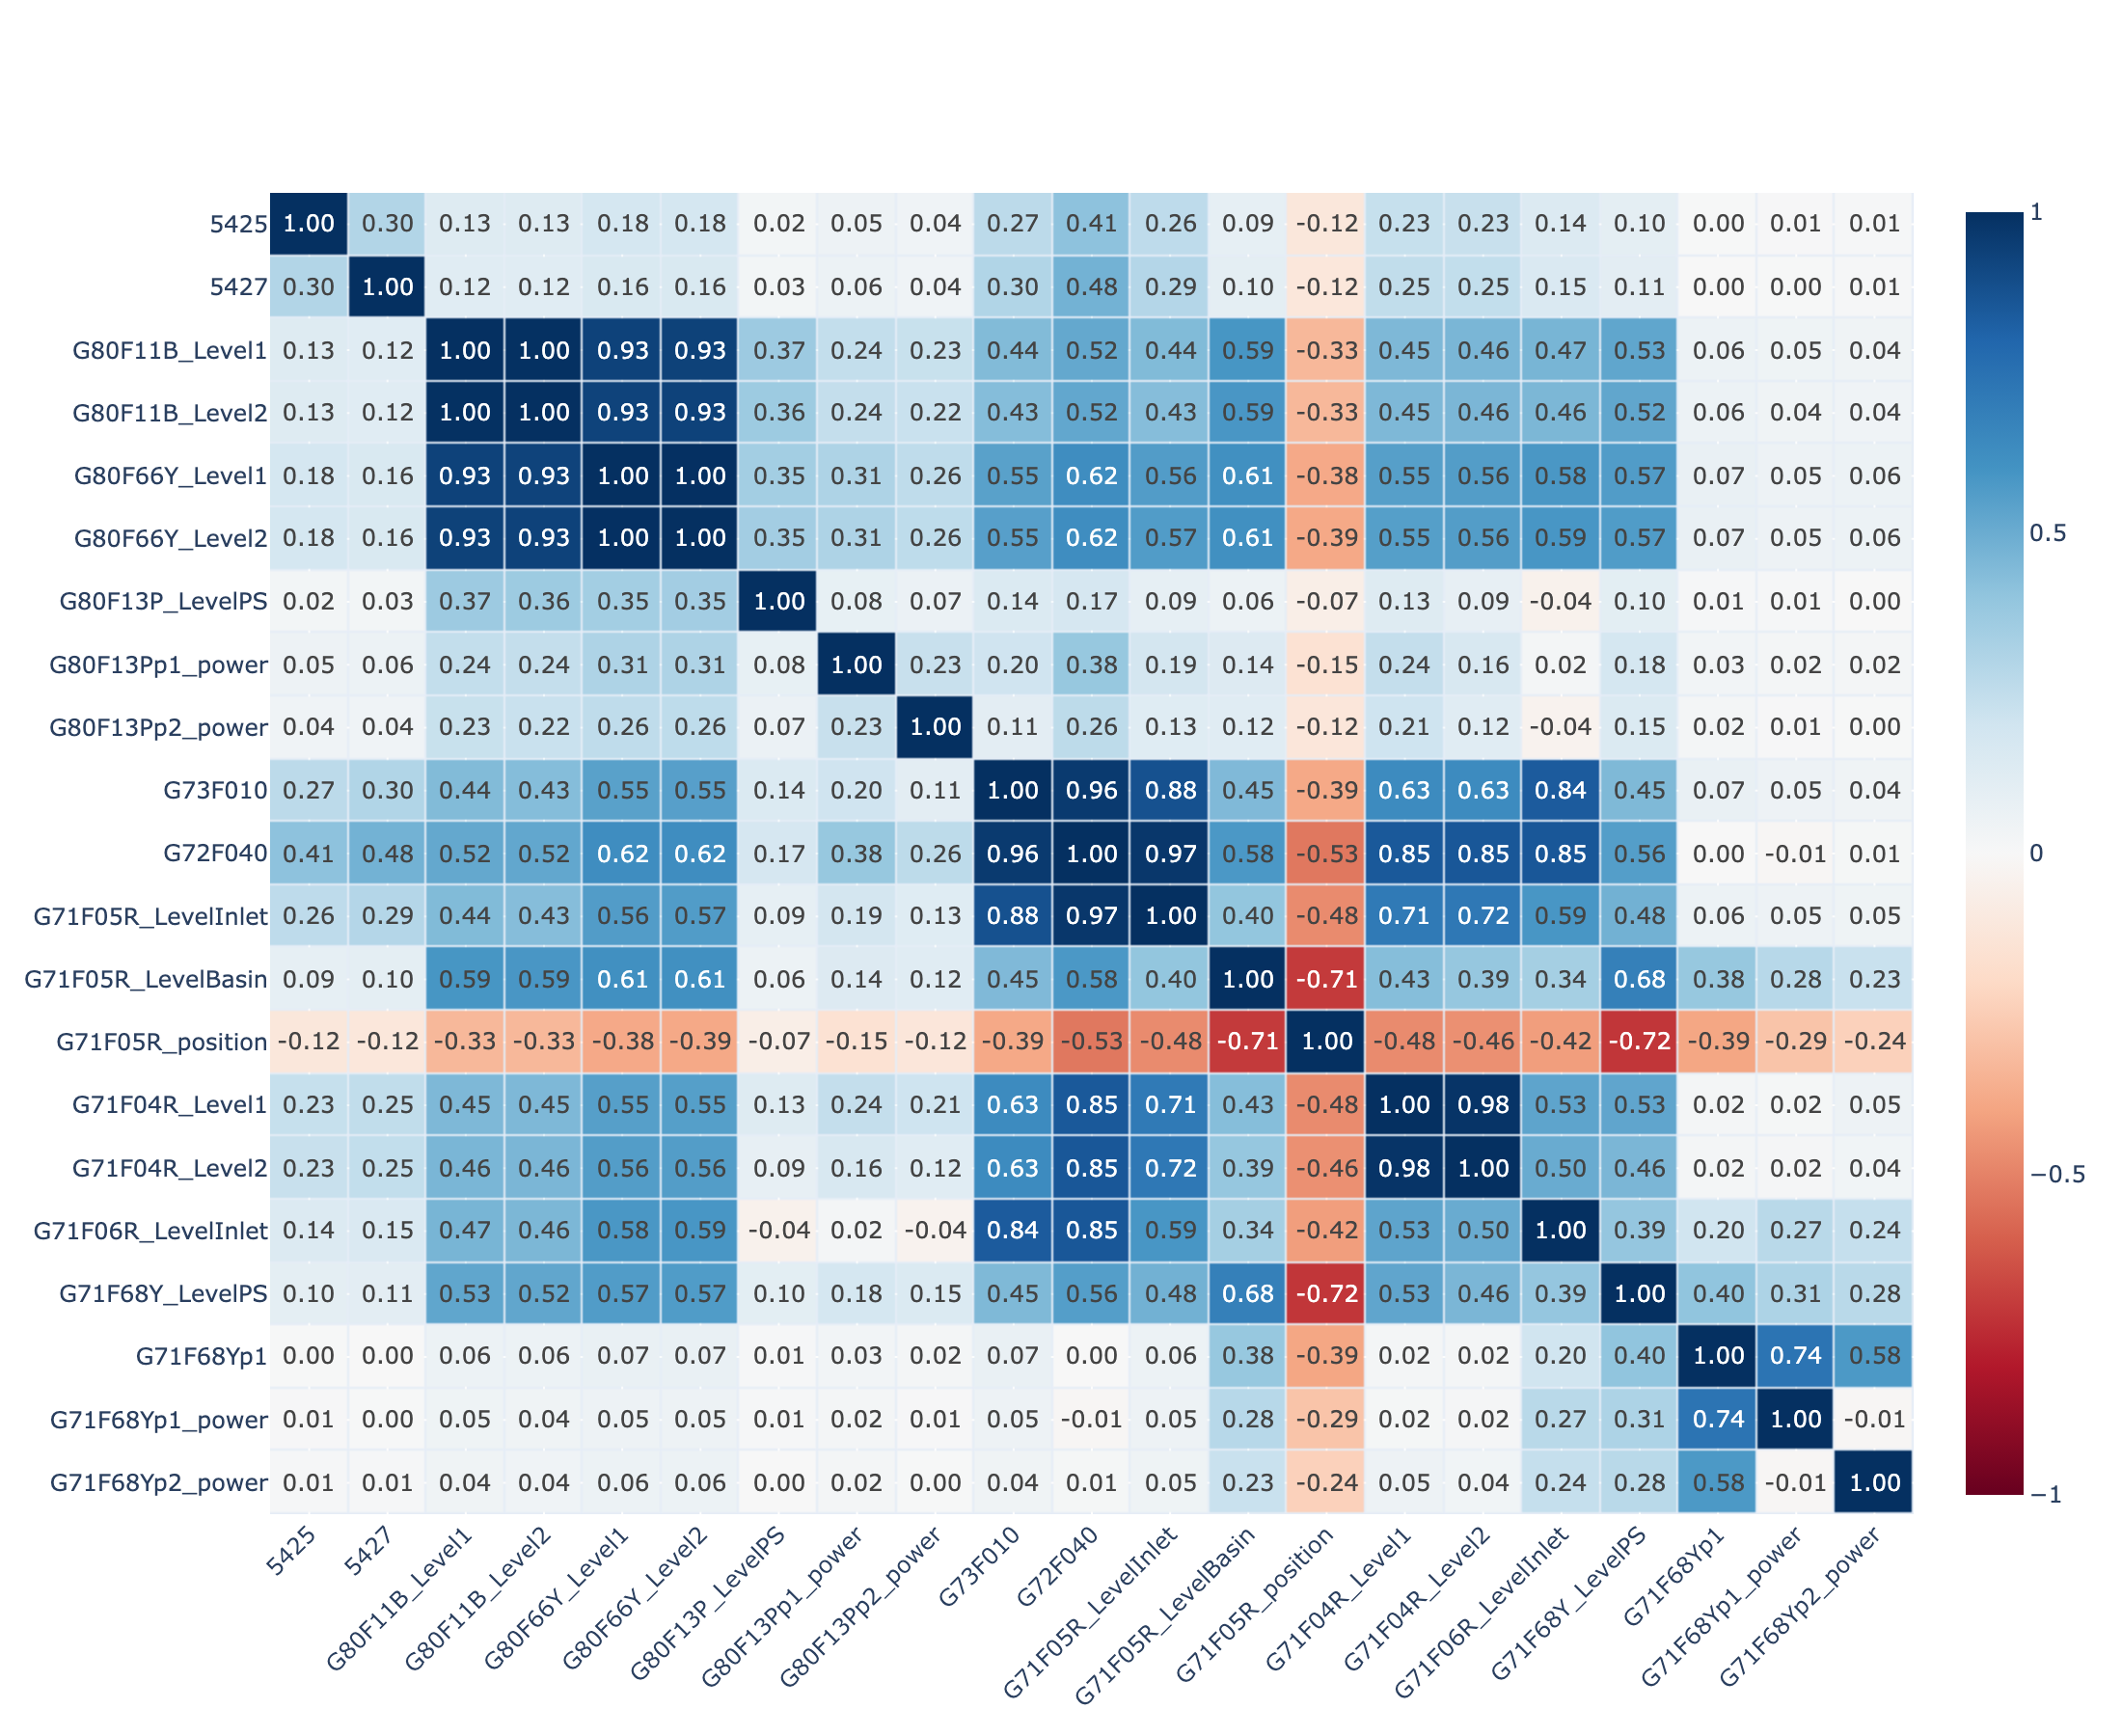 5425 1.00 0.30 0.13 0.13 0.18 0.18 0.02 0.05 0.04 0.27 0.41 0.26 0.09 -0.12 0.23 0.23 0.14 0.10 0.00 0.01 0.01
5427 0.30 1.00 0.12 0.12 0.16 0.16 0.03 0.06 0.04 0.30 0.48 0.29 0.10 -0.12 0.25 0.25 0.15 0.11 0.00 0.00 0.01
G80F11B_Level1 0.13 0.12 1.00 1.00 0.93 0.93 0.37 0.24 0.23 0.44 0.52 0.44 0.59 -0.33 0.45 0.46 0.47 0.53 0.06 0.05 0.04
G80F11B_Level2 0.13 0.12 1.00 1.00 0.93 0.93 0.36 0.24 0.22 0.43 0.52 0.43 0.59 -0.33 0.45 0.46 0.46 0.52 0.06 0.04 0.04
G80F66Y_Level1 0.18 0.16 0.93 0.93 1.00 1.00 0.35 0.31 0.26 0.55 0.62 0.56 0.61 -0.38 0.55 0.56 0.58 0.57 0.07 0.05 0.06
G80F66Y_Level2 0.18 0.16 0.93 0.93 1.00 1.00 0.35 0.31 0.26 0.55 0.62 0.57 0.61 -0.39 0.55 0.56 0.59 0.57 0.07 0.05 0.06
G80F13P_LevelPS 0.02 0.03 0.37 0.36 0.35 0.35 1.00 0.08 0.07 0.14 0.17 0.09 0.06 -0.07 0.13 0.09 -0.04 0.10 0.01 0.01 0.00
G80F13Pp1_power 0.05 0.06 0.24 0.24 0.31 0.31 0.08 1.00 0.23 0.20 0.38 0.19 0.14 -0.15 0.24 0.16 0.02 0.18 0.03 0.02 0.02
G80F13Pp2_power 0.04 0.04 0.23 0.22 0.26 0.26 0.07 0.23 1.00 0.11 0.26 0.13 0.12 -0.12 0.21 0.12 -0.04 0.15 0.02 0.01 0.00
G73F010 0.27 0.30 0.44 0.43 0.55 0.55 0.14 0.20 0.11 1.00 0.96 0.88 0.45 -0.39 0.63 0.63 0.84 0.45 0.07 0.05 0.04
G72F040 0.41 0.48 0.52 0.52 0.62 0.62 0.17 0.38 0.26 0.96 1.00 0.97 0.58 -0.53 0.85 0.85 0.85 0.56 0.00 -0.01 0.01
G71F05R_LevelInlet 0.26 0.29 0.44 0.43 0.56 0.57 0.09 0.19 0.13 0.88 0.97 1.00 0.40 -0.48 0.71 0.72 0.59 0.48 0.06 0.05 0.05
G71F05R_LevelBasin 0.09 0.10 0.59 0.59 0.61 0.61 0.06 0.14 0.12 0.45 0.58 0.40 1.00 -0.71 0.43 0.39 0.34 0.68 0.38 0.28 0.23
G71F05R_position -0.12 -0.12 -0.33 -0.33 -0.38 -0.39 -0.07 -0.15 -0.12 -0.39 -0.53 -0.48 -0.71 1.00 -0.48 -0.46 -0.42 -0.72 -0.39 -0.29 -0.24
G71F04R_Level1 0.23 0.25 0.45 0.45 0.55 0.55 0.13 0.24 0.21 0.63 0.85 0.71 0.43 -0.48 1.00 0.98 0.53 0.53 0.02 0.02 0.05
G71F04R_Level2 0.23 0.25 0.46 0.46 0.56 0.56 0.09 0.16 0.12 0.63 0.85 0.72 0.39 -0.46 0.98 1.00 0.50 0.46 0.02 0.02 0.04
G71F06R_LevelInlet 0.14 0.15 0.47 0.46 0.58 0.59 -0.04 0.02 -0.04 0.84 0.85 0.59 0.34 -0.42 0.53 0.50 1.00 0.39 0.20 0.27 0.24
G71F68Y_LevelPS 0.10 0.11 0.53 0.52 0.57 0.57 0.10 0.18 0.15 0.45 0.56 0.48 0.68 -0.72 0.53 0.46 0.39 1.00 0.40 0.31 0.28
G71F68Yp1 0.00 0.00 0.06 0.06 0.07 0.07 0.01 0.03 0.02 0.07 0.00 0.06 0.38 -0.39 0.02 0.02 0.20 0.40 1.00 0.74 0.58
G71F68Yp1_power 0.01 0.00 0.05 0.04 0.05 0.05 0.01 0.02 0.01 0.05 -0.01 0.05 0.28 -0.29 0.02 0.02 0.27 0.31 0.74 1.00 -0.01
G71F68Yp2_power 0.01 0.01 0.04 0.04 0.06 0.06 0.00 0.02 0.00 0.04 0.01 0.05 0.23 -0.24 0.05 0.04 0.24 0.28 0.58 -0.01 1.00
5425
5427
G80F11B_Level1
G80F11B_Level2
G80F66Y_Level1
G80F66Y_Level2
G80F13P_LevelPS
G80F13Pp1_power
G80F13Pp2_power
G73F010
G72F040
G71F05R_LevelInlet
G71F05R_LevelBasin
G71F05R_position
G71F04R_Level1
G71F04R_Level2
G71F06R_LevelInlet
G71F68Y_LevelPS
G71F68Yp1
G71F68Yp1_power
G71F68Yp2_power
1
0.5
0
−0.5
−1